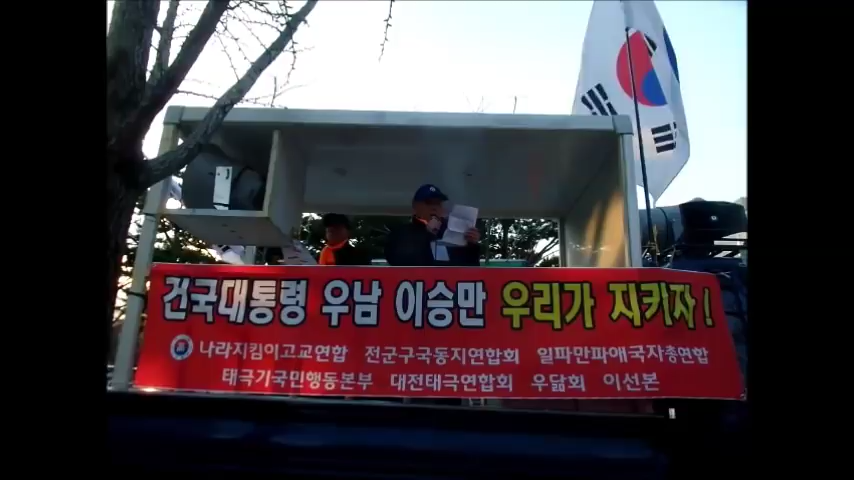 건국대통령 우남 이승만 우리가 지키자!
나라지킴이고교연합 전군구국동지연합회 일파만파애국자총연합
태극기국민행동본부 대전태극연합회 우닮회 이선본